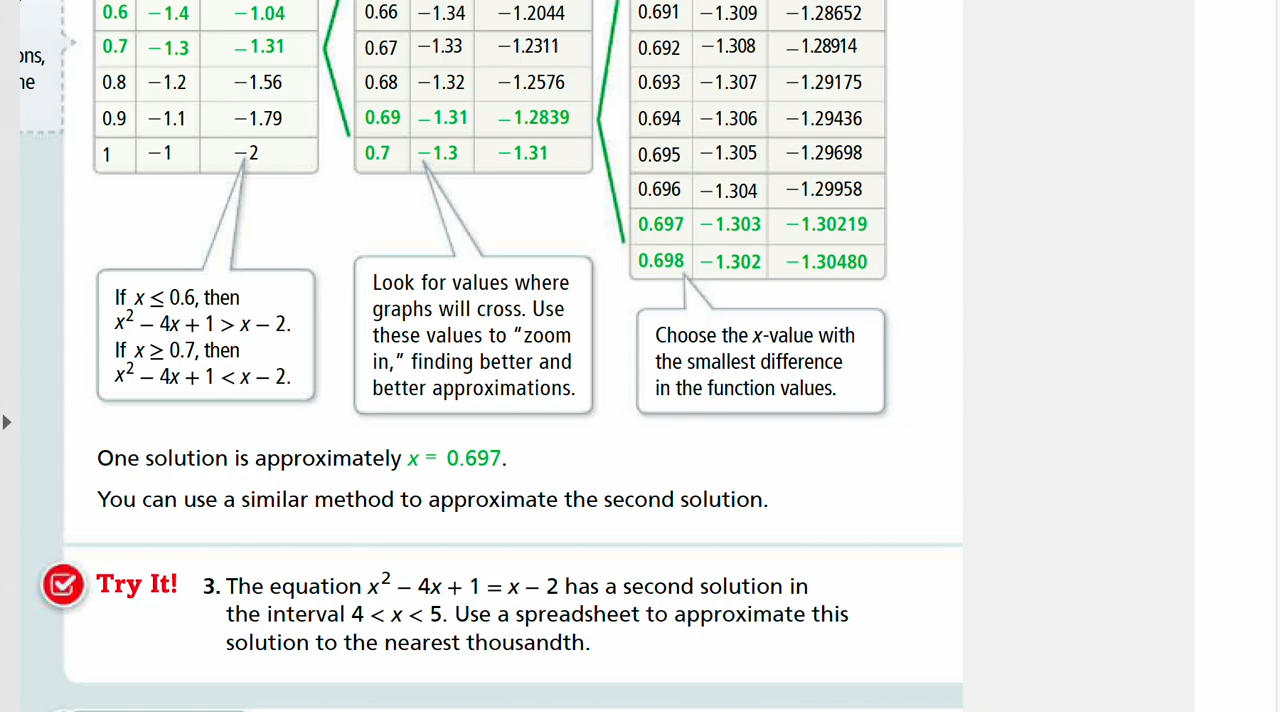 0.6 −1.4 −1.04
0.7 −1.3 −1.31
0.8 −1.2 −1.56
0.9 −1.1 −1.79
1 −1 −2
0.66 −1.34 −1.2044
0.67 −1.33 −1.2311
0.68 −1.32 −1.2576
0.69 −1.31 −1.2839
0.7 −1.3 −1.31
0.691 −1.309 −1.28652
0.692 −1.308 −1.28914
0.693 −1.307 −1.29175
0.694 −1.306 −1.29436
0.695 −1.305 −1.29698
0.696 −1.304 −1.29958
0.697 −1.303 −1.30219
0.698 −1.302 −1.30480
If x ≤ 0.6, then
x² − 4x + 1 > x − 2.
If x ≥ 0.7, then
x² − 4x + 1 < x − 2.
Look for values where
graphs will cross. Use
these values to “zoom
in,” finding better and
better approximations.
Choose the x-value with
the smallest difference
in the function values.
One solution is approximately x = 0.697.
You can use a similar method to approximate the second solution.
Try It! 3. The equation x² − 4x + 1 = x − 2 has a second solution in
the interval 4 < x < 5. Use a spreadsheet to approximate this
solution to the nearest thousandth.